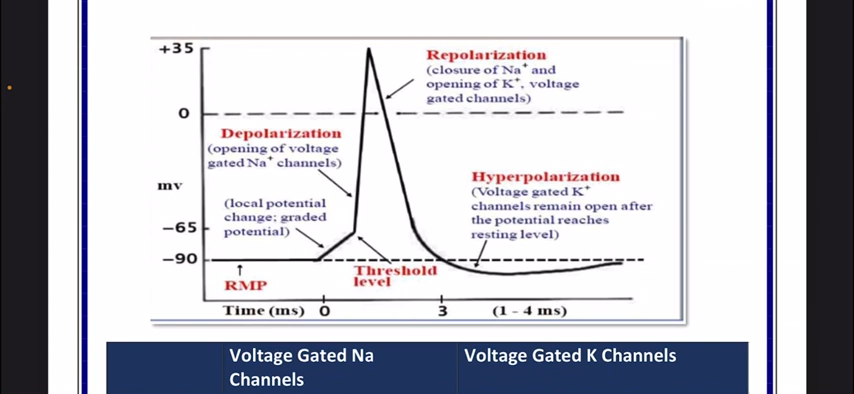 +35
Repolarization
(closure of Na⁺ and
opening of K⁺, voltage
gated channels)
0
Depolarization
(opening of voltage
gated Na⁺ channels)
mv
Hyperpolarization
(Voltage gated K⁺
channels remain open after
the potential reaches
resting level)
(local potential
change; graded
potential)
−65
−90
Threshold
level
RMP
Time (ms) 0 3 (1 - 4 ms)
Voltage Gated Na
Channels
Voltage Gated K Channels